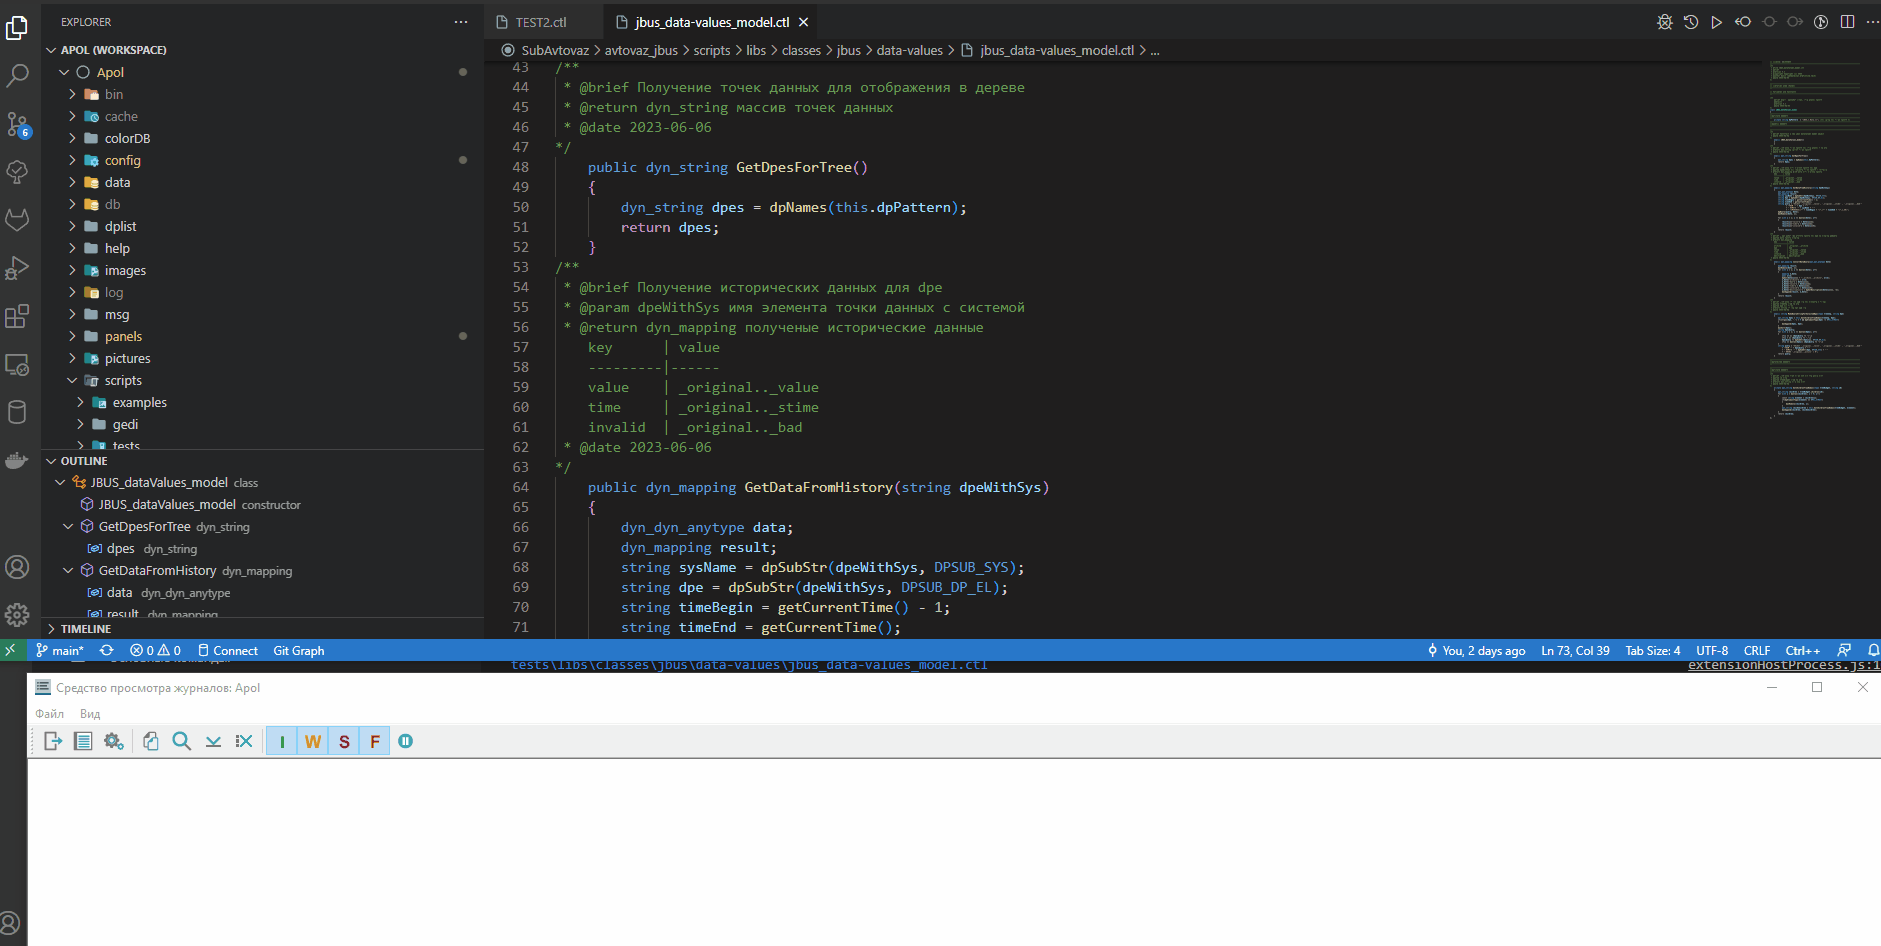 EXPLORER
APOL (WORKSPACE)
Apol
bin
cache
colorDB
config
data
db
dplist
help
images
log
msg
panels
pictures
scripts
examples
gedi
tests
OUTLINE
JBUS_dataValues_model class
JBUS_dataValues_model constructor
GetDpesForTree dyn_string
dpes dyn_string
GetDataFromHistory dyn_mapping
data dyn_dyn_anytype
result dyn_mapping
TIMELINE
TEST2.ctl
jbus_data-values_model.ctl
SubAvtovaz > avtovaz_jbus > scripts > libs > classes > jbus > data-values > jbus_data-values_model.ctl > ...
43 /**
44 * @brief Получение точек данных для отображения в дереве
45 * @return dyn_string массив точек данных
46 * @date 2023-06-06
47 */
48 public dyn_string GetDpesForTree()
49 {
50 dyn_string dpes = dpNames(this.dpPattern);
51 return dpes;
52 }
53 /**
54 * @brief Получение исторических данных для dpe
55 * @param dpeWithSys имя элемента точки данных с системой
56 * @return dyn_mapping полученые исторические данные
57 key | value
58 ---------|------
59 value | _original.._value
60 time | _original.._stime
61 invalid | _original.._bad
62 * @date 2023-06-06
63 */
64 public dyn_mapping GetDataFromHistory(string dpeWithSys)
65 {
66 dyn_dyn_anytype data;
67 dyn_mapping result;
68 string sysName = dpSubStr(dpeWithSys, DPSUB_SYS);
69 string dpe = dpSubStr(dpeWithSys, DPSUB_DP_EL);
70 string timeBegin = getCurrentTime() - 1;
71 string timeEnd = getCurrentTime();
6
main* 0 0 Connect Git Graph
You, 2 days ago Ln 73, Col 39 Tab Size: 4 UTF-8 CRLF Ctrl++
tests\libs\classes\jbus\data-values\jbus_data-values_model.ctl
extensionHostProcess.js:1
Средство просмотра журналов: Apol
Файл Вид
I W S F